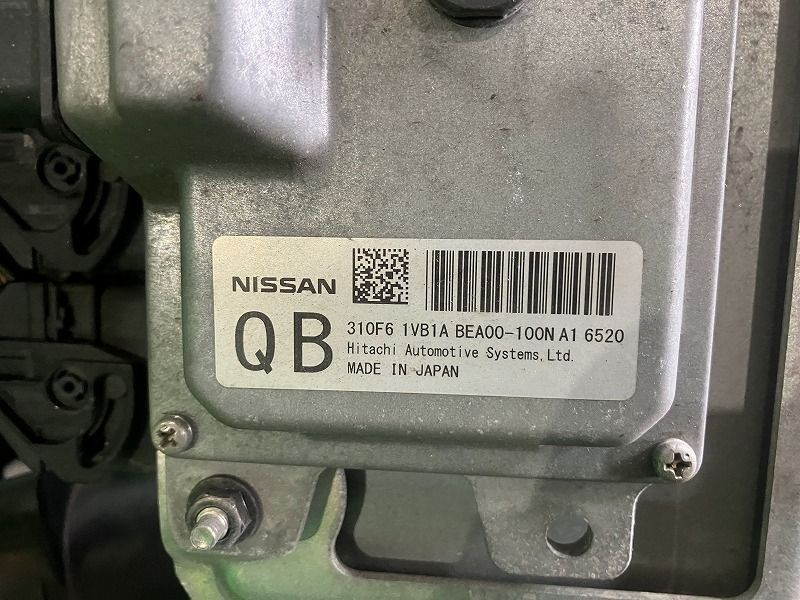 NISSAN
QB
310F6 1VB1A BEA00-100N A1 6520
Hitachi Automotive Systems, Ltd.
MADE IN JAPAN